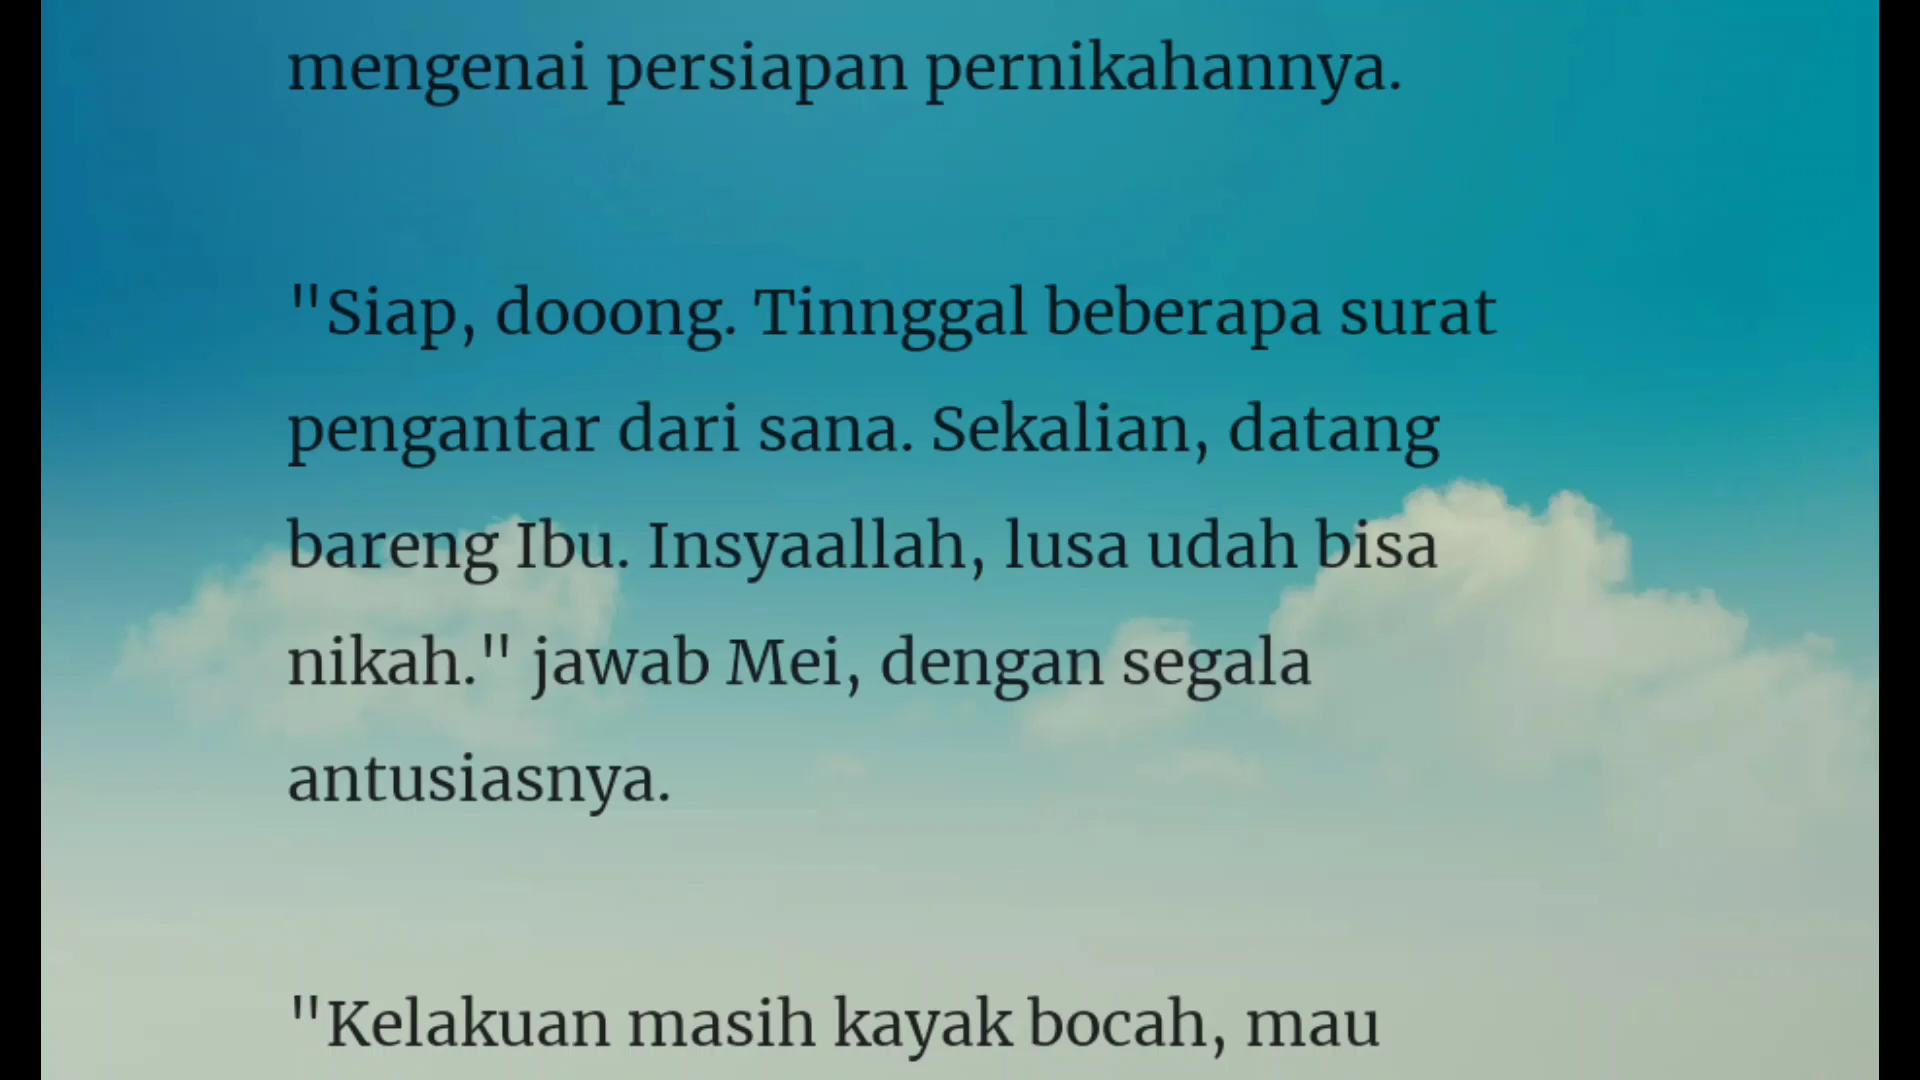 mengenai persiapan pernikahannya.
"Siap, dooong. Tinnggal beberapa surat
pengantar dari sana. Sekalian, datang
bareng Ibu. Insyaallah, lusa udah bisa
nikah." jawab Mei, dengan segala
antusiasnya.
"Kelakuan masih kayak bocah, mau